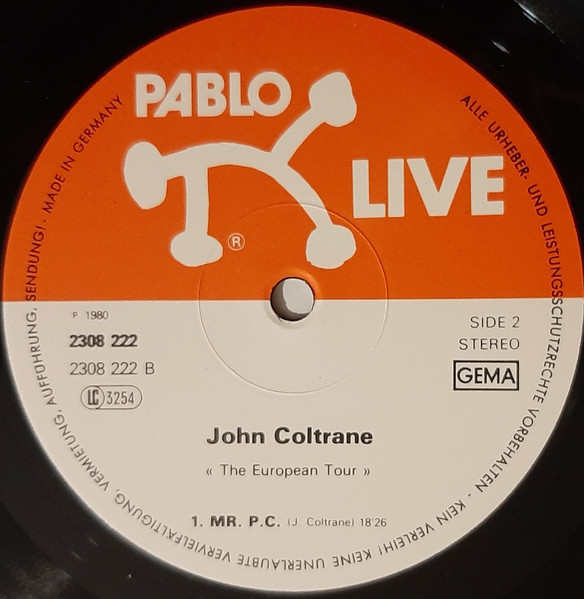 PABLO
LIVE
®
℗ 1980
2308 222
2308 222 B
LC 3254
SIDE 2
STEREO
GEMA
John Coltrane
« The European Tour »
1. MR. P.C. (J. Coltrane) 18'26
ALLE URHEBER- UND LEISTUNGSSCHUTZRECHTE VORBEHALTEN - KEIN VERLEIH! KEINE UNERLAUBTE VERVIELFÄLTIGUNG, VERMIETUNG, AUFFÜHRUNG, SENDUNG! · MADE IN GERMANY